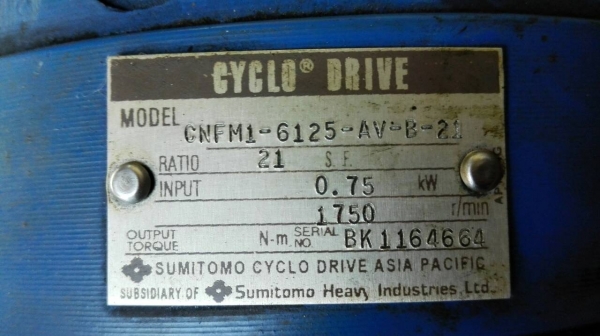 CYCLO® DRIVE
MODEL CNFM1-6125-AV-B-21
RATIO 21 S.F.
INPUT 0.75 kW
1750 r/min
OUTPUT TORQUE N-m SERIAL NO. BK1164664
SUMITOMO CYCLO DRIVE ASIA PACIFIC
SUBSIDIARY OF Sumitomo Heavy Industries, Ltd.